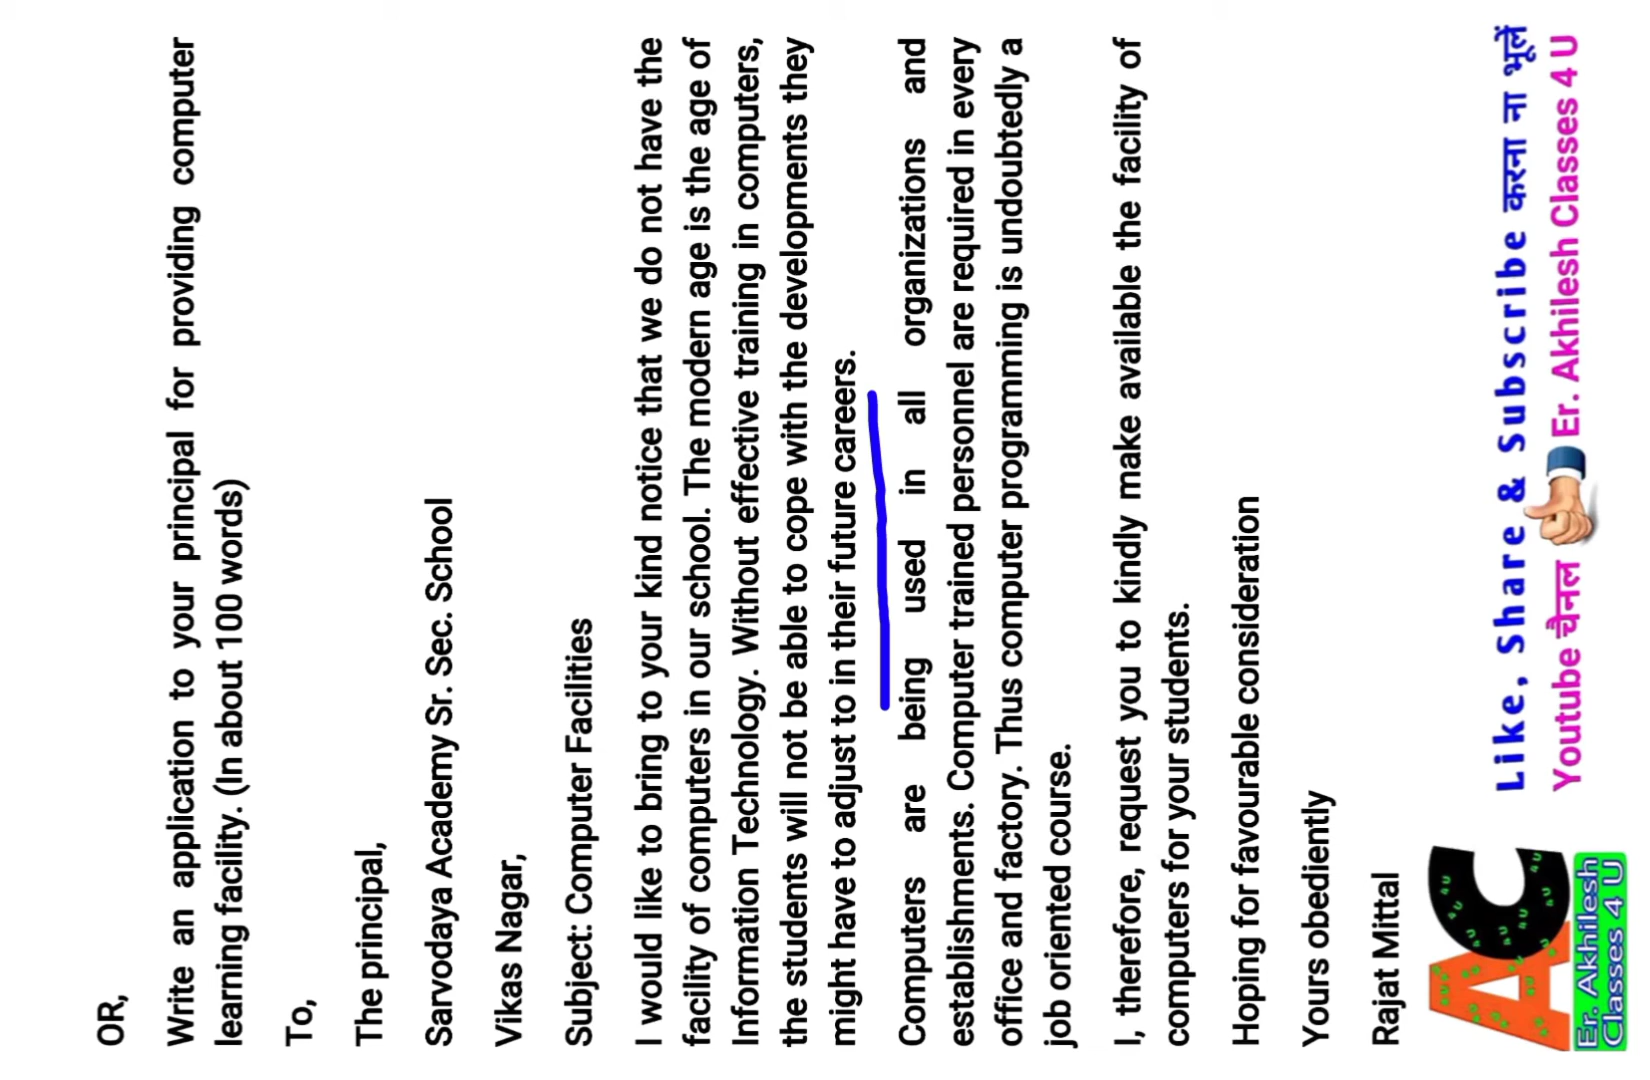 OR,
Write an application to your principal for providing computer
learning facility. (In about 100 words)
To,
The principal,
Sarvodaya Academy Sr. Sec. School
Vikas Nagar,
Subject: Computer Facilities
I would like to bring to your kind notice that we do not have the
facility of computers in our school. The modern age is the age of
Information Technology. Without effective training in computers,
the students will not be able to cope with the developments they
might have to adjust to in their future careers.
Computers are being used in all organizations and
establishments. Computer trained personnel are required in every
office and factory. Thus computer programming is undoubtedly a
job oriented course.
I, therefore, request you to kindly make available the facility of
computers for your students.
Hoping for favourable consideration
Yours obediently
Rajat Mittal
AC
Er. Akhilesh
Classes 4 U
Like, Share & Subscribe करना ना भूलें
Youtube चैनल Er. Akhilesh Classes 4 U